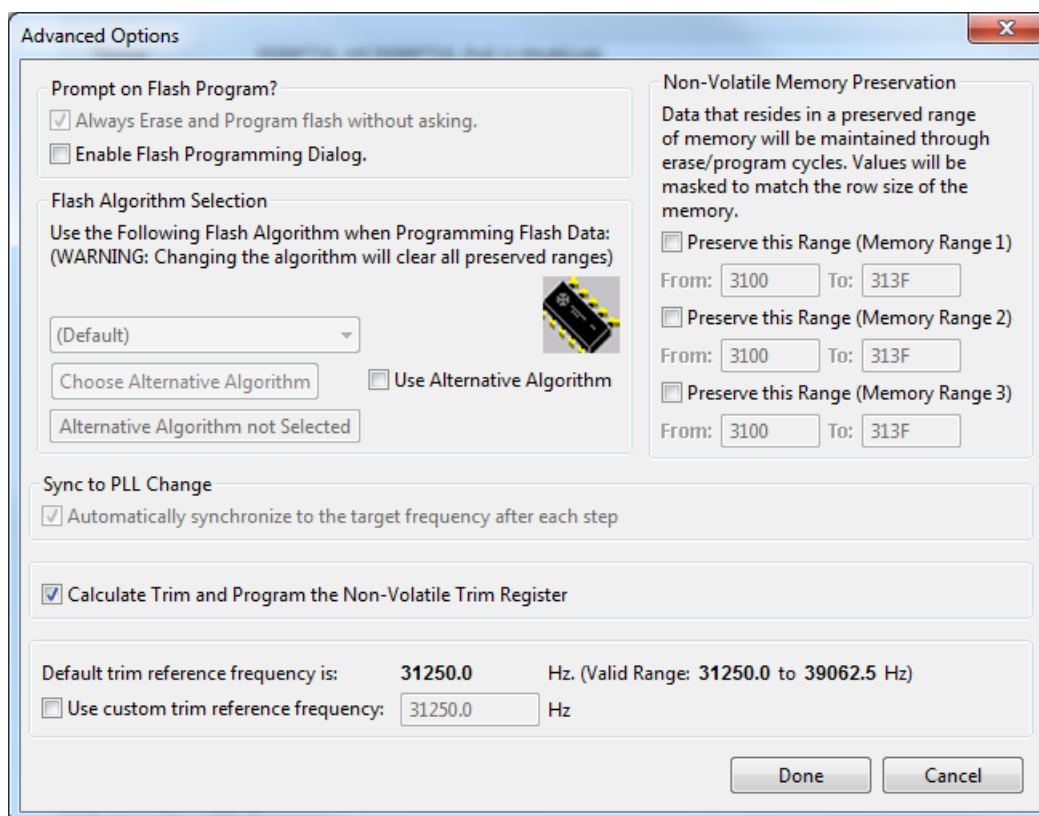 Advanced Options
Prompt on Flash Program?
Always Erase and Program flash without asking.
Enable Flash Programming Dialog.
Flash Algorithm Selection
Use the Following Flash Algorithm when Programming Flash Data:
(WARNING: Changing the algorithm will clear all preserved ranges)
(Default)
Choose Alternative Algorithm
Use Alternative Algorithm
Alternative Algorithm not Selected
Non-Volatile Memory Preservation
Data that resides in a preserved range
of memory will be maintained through
erase/program cycles. Values will be
masked to match the row size of the
memory.
Preserve this Range (Memory Range 1)
From: 3100 To: 313F
Preserve this Range (Memory Range 2)
From: 3100 To: 313F
Preserve this Range (Memory Range 3)
From: 3100 To: 313F
Sync to PLL Change
Automatically synchronize to the target frequency after each step
Calculate Trim and Program the Non-Volatile Trim Register
Default trim reference frequency is: 31250.0 Hz. (Valid Range: 31250.0 to 39062.5 Hz)
Use custom trim reference frequency: 31250.0 Hz
Done Cancel